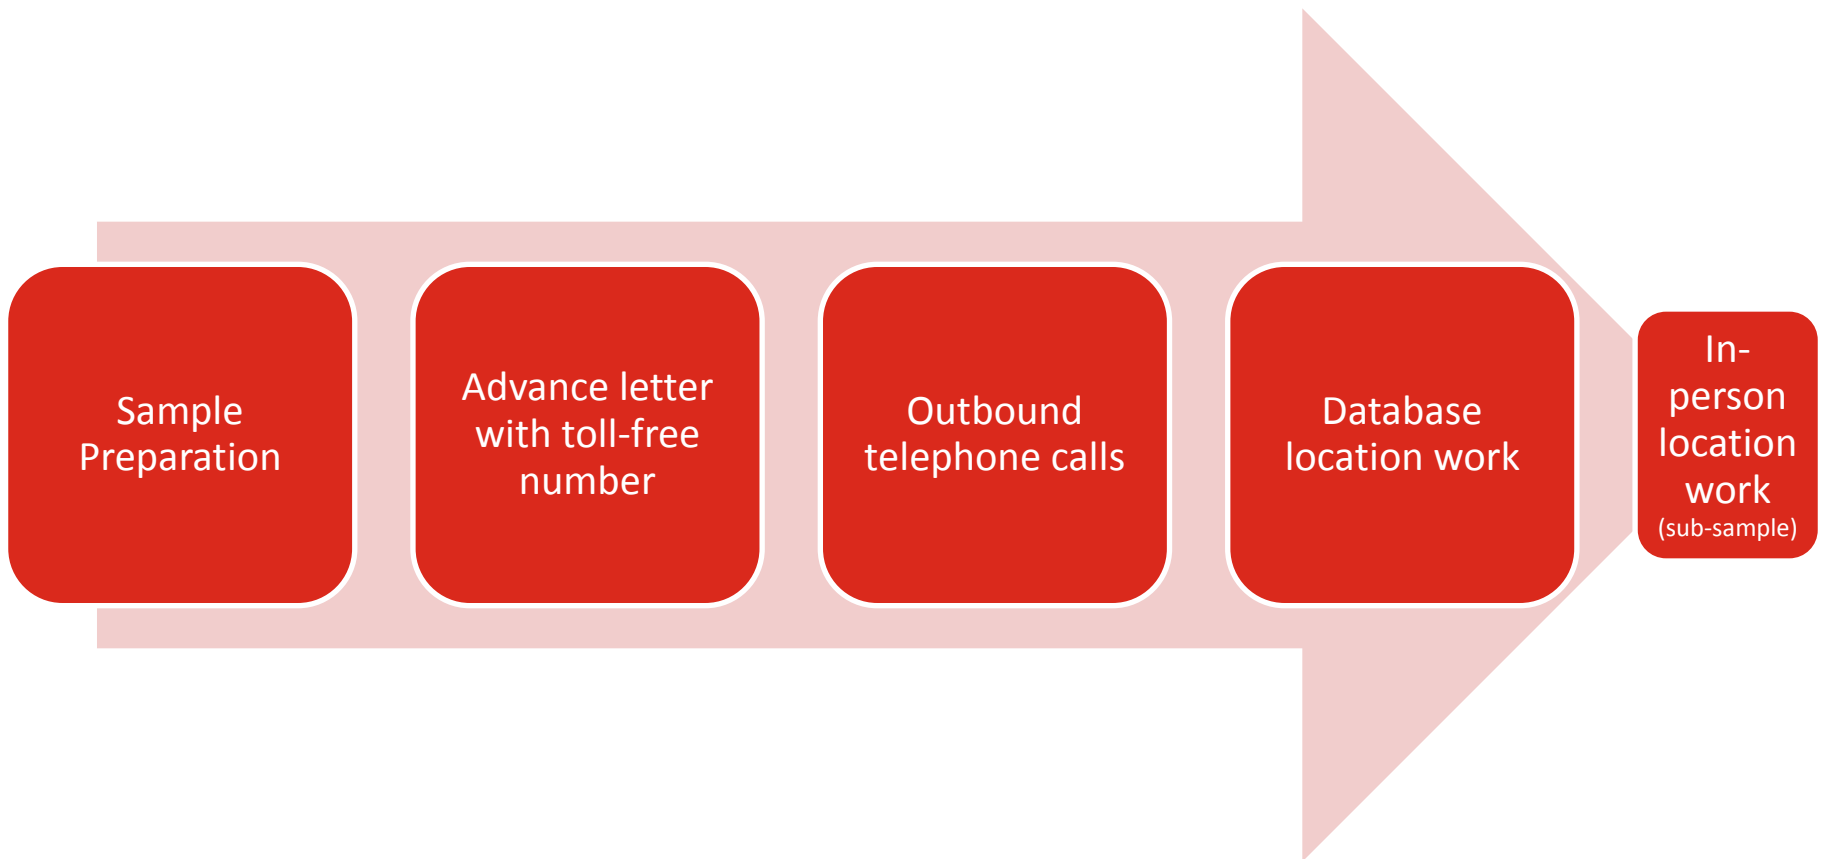 Sample
Preparation
Advance letter
with toll-free
number
Outbound
telephone calls
Database
location work
In-
person
location
work
(sub-sample)